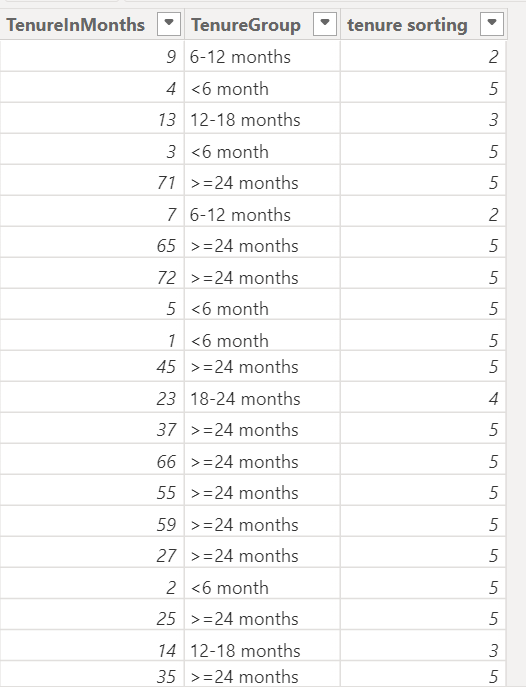 TenureInMonths TenureGroup tenure sorting
9 6-12 months 2
4 <6 month 5
13 12-18 months 3
3 <6 month 5
71 >=24 months 5
7 6-12 months 2
65 >=24 months 5
72 >=24 months 5
5 <6 month 5
1 <6 month 5
45 >=24 months 5
23 18-24 months 4
37 >=24 months 5
66 >=24 months 5
55 >=24 months 5
59 >=24 months 5
27 >=24 months 5
2 <6 month 5
25 >=24 months 5
14 12-18 months 3
35 >=24 months 5